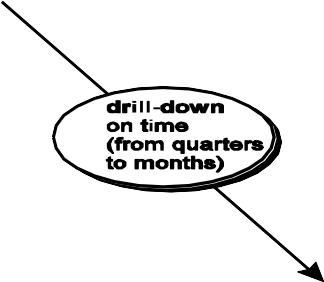 drill-down
on time
(from quarters
to months)